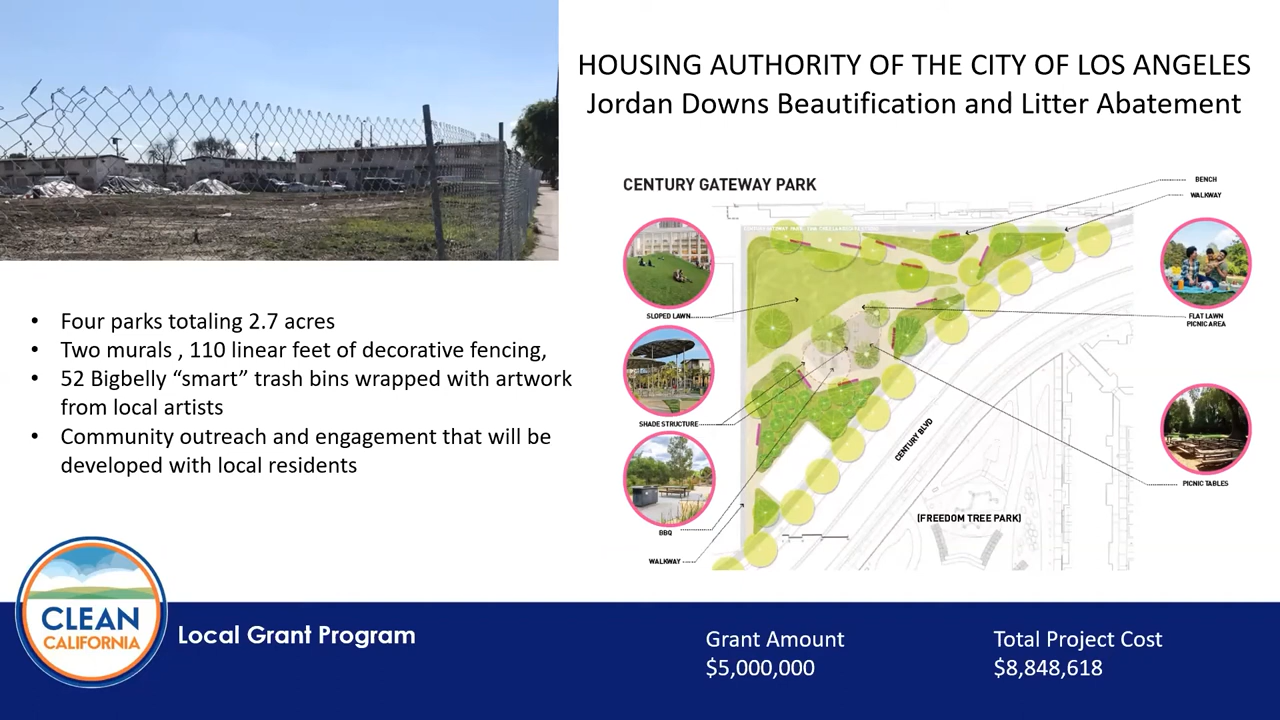 HOUSING AUTHORITY OF THE CITY OF LOS ANGELES
Jordan Downs Beautification and Litter Abatement
• Four parks totaling 2.7 acres
• Two murals , 110 linear feet of decorative fencing,
• 52 Bigbelly “smart” trash bins wrapped with artwork
from local artists
• Community outreach and engagement that will be
developed with local residents
CENTURY GATEWAY PARK
BENCH
WALKWAY
SLOPED LAWN
FLAT LAWN
PICNIC AREA
SHADE STRUCTURE
CENTURY BLVD
PICNIC TABLES
BBQ
(FREEDOM TREE PARK)
WALKWAY
CLEAN
CALIFORNIA
Local Grant Program
Grant Amount
$5,000,000
Total Project Cost
$8,848,618